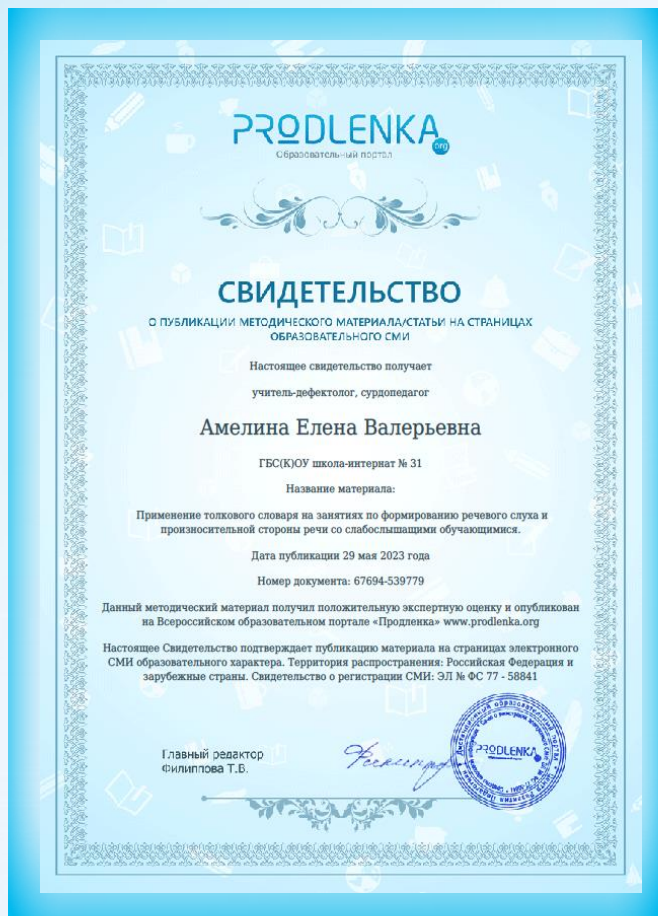 PRODLENKA.org
Образовательный портал
СВИДЕТЕЛЬСТВО
О ПУБЛИКАЦИИ МЕТОДИЧЕСКОГО МАТЕРИАЛА/СТАТЬИ НА СТРАНИЦАХ
ОБРАЗОВАТЕЛЬНОГО СМИ
Настоящее свидетельство получает
учитель-дефектолог, сурдопедагог
Амелина Елена Валерьевна
ГБС(К)ОУ школа-интернат № 31
Название материала:
Применение толкового словаря на занятиях по формированию речевого слуха и
произносительной стороны речи со слабослышащими обучающимися.
Дата публикации 29 мая 2023 года
Номер документа: 67694-539779
Данный методический материал получил положительную экспертную оценку и опубликован
на Всероссийском образовательном портале «Продленка» www.prodlenka.org
Настоящее Свидетельство подтверждает публикацию материала на страницах электронного
СМИ образовательного характера. Территория распространения: Российская Федерация и
зарубежные страны. Свидетельство о регистрации СМИ: ЭЛ № ФС 77 - 58841
Главный редактор
Филиппова Т.В.
PRODLENKA